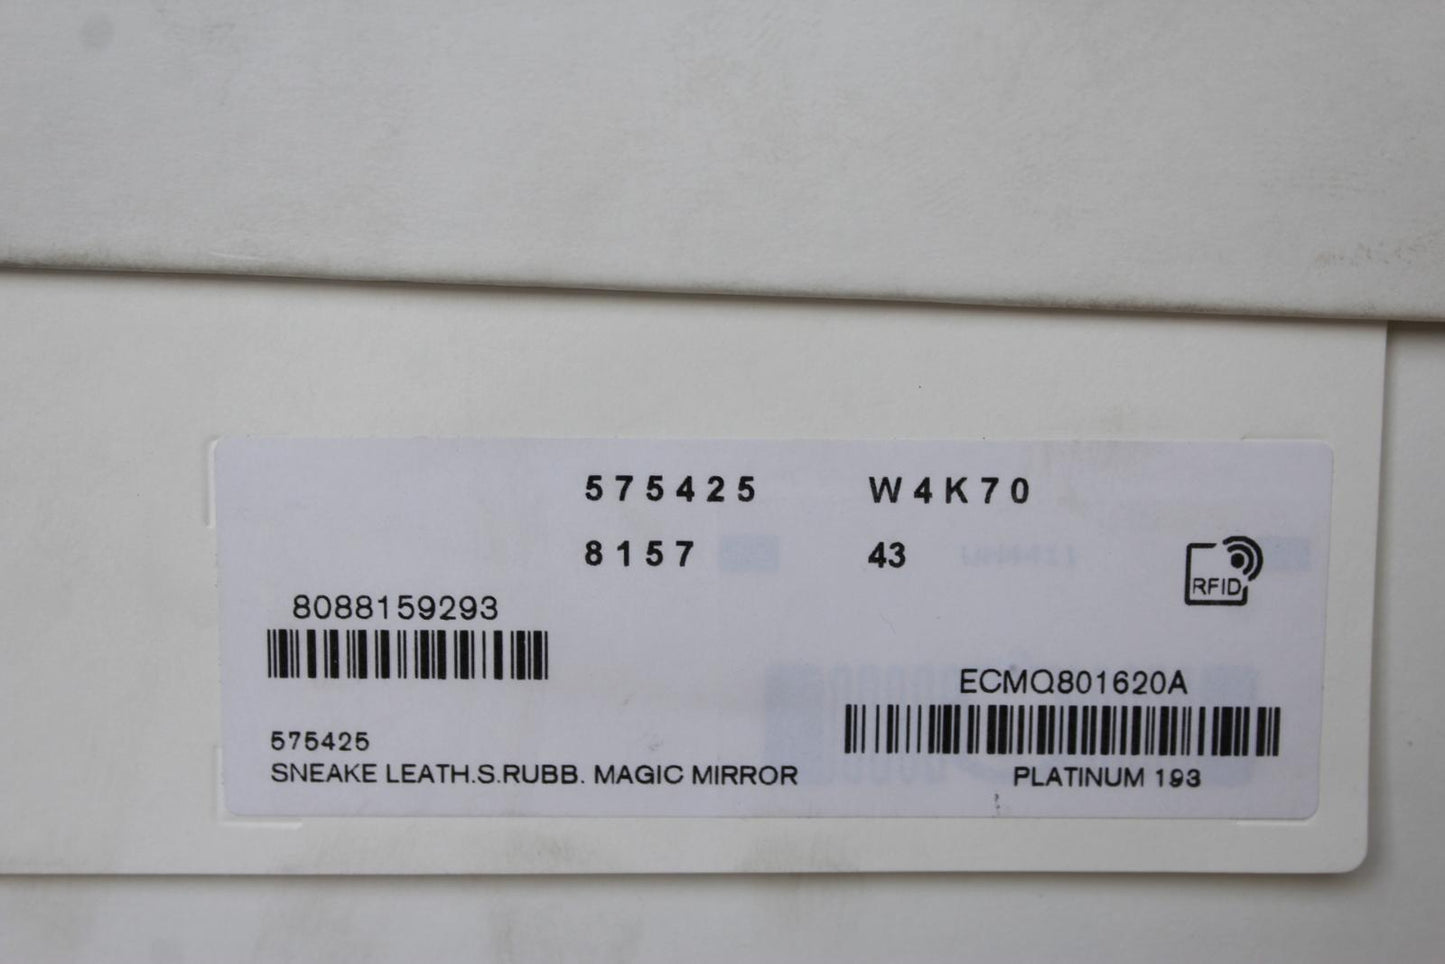 575425 W4K70
8157 43
RFID
8088159293
ECMQ801620A
575425
SNEAKE LEATH.S.RUBB. MAGIC MIRROR
PLATINUM 193